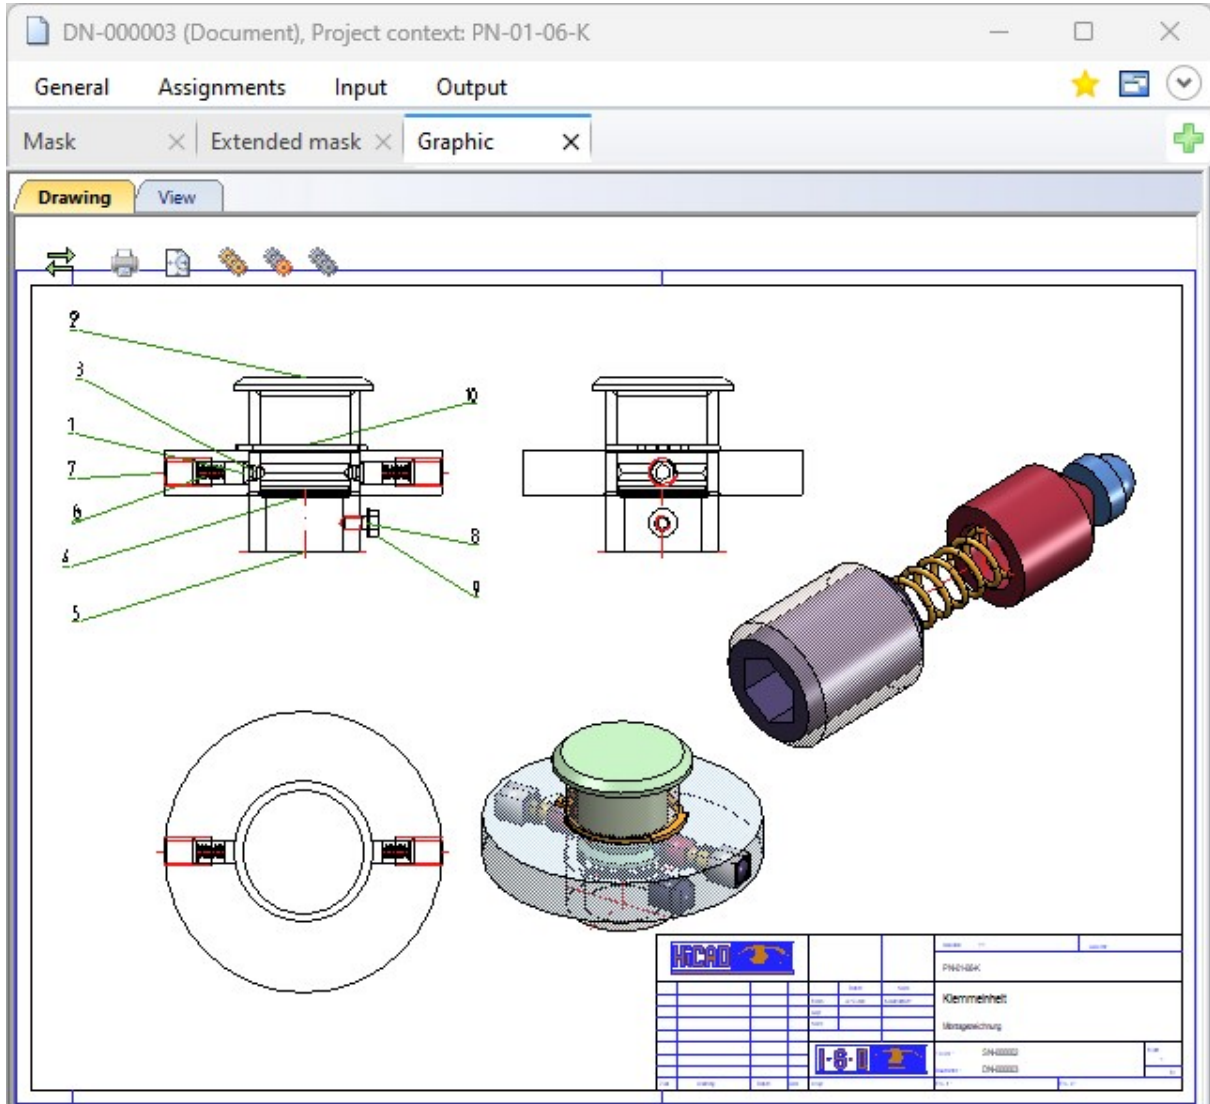 DN-000003 (Document), Project context: PN-01-06-K
General Assignments Input Output
Mask Extended mask Graphic
Drawing View
2
3
10
1
7
6
8
4
9
5
HiCAD
PN-01-06-K
Klemmeinheit
Montagezeichnung
I-S-D
SN-000002
DN-000003